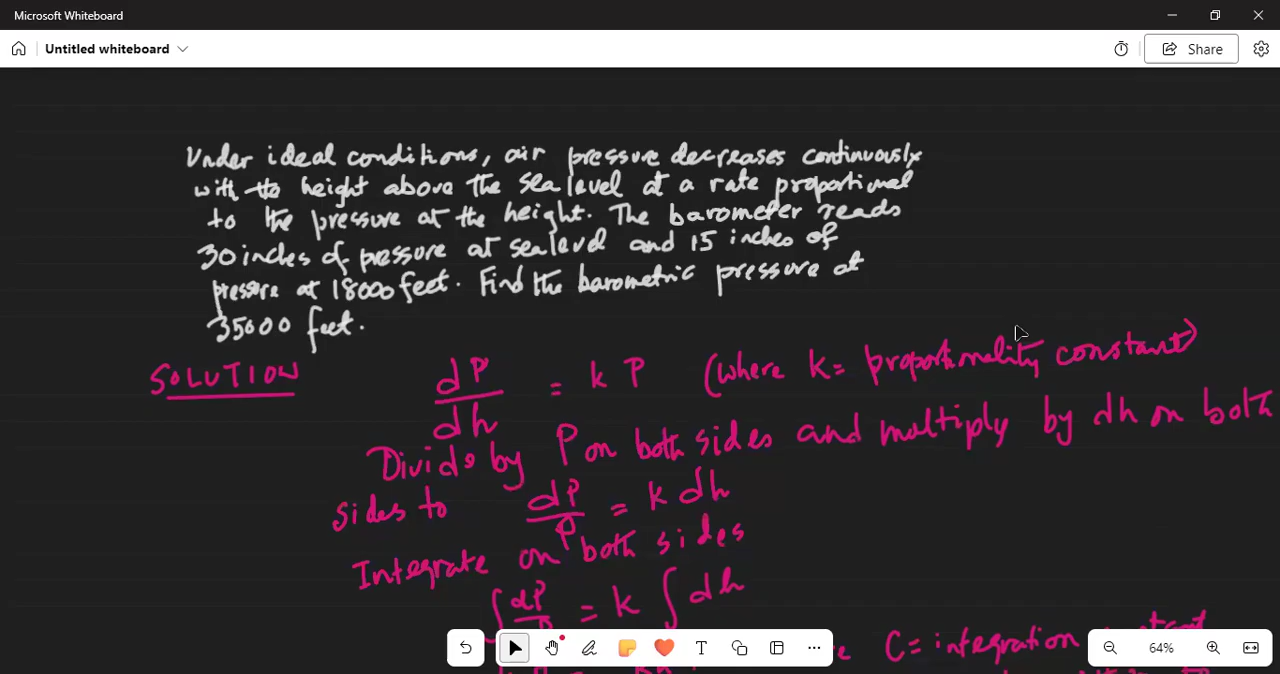 Microsoft Whiteboard
Untitled whiteboard
Share
Under ideal conditions, air pressure decreases continuously
with the height above the sea level at a rate proportional
to the pressure at the height. The barometer reads
30 inches of pressure at sea level and 15 inches of
pressure at 18000 feet. Find the barometric pressure at
35000 feet.
SOLUTION
dP/dh = k P (where k = proportionality constant)
Divide by P on both sides and multiply by dh on both
sides to dP/P = k dh
Integrate on both sides
∫ dP/P = k ∫ dh
C = integration constant
64%